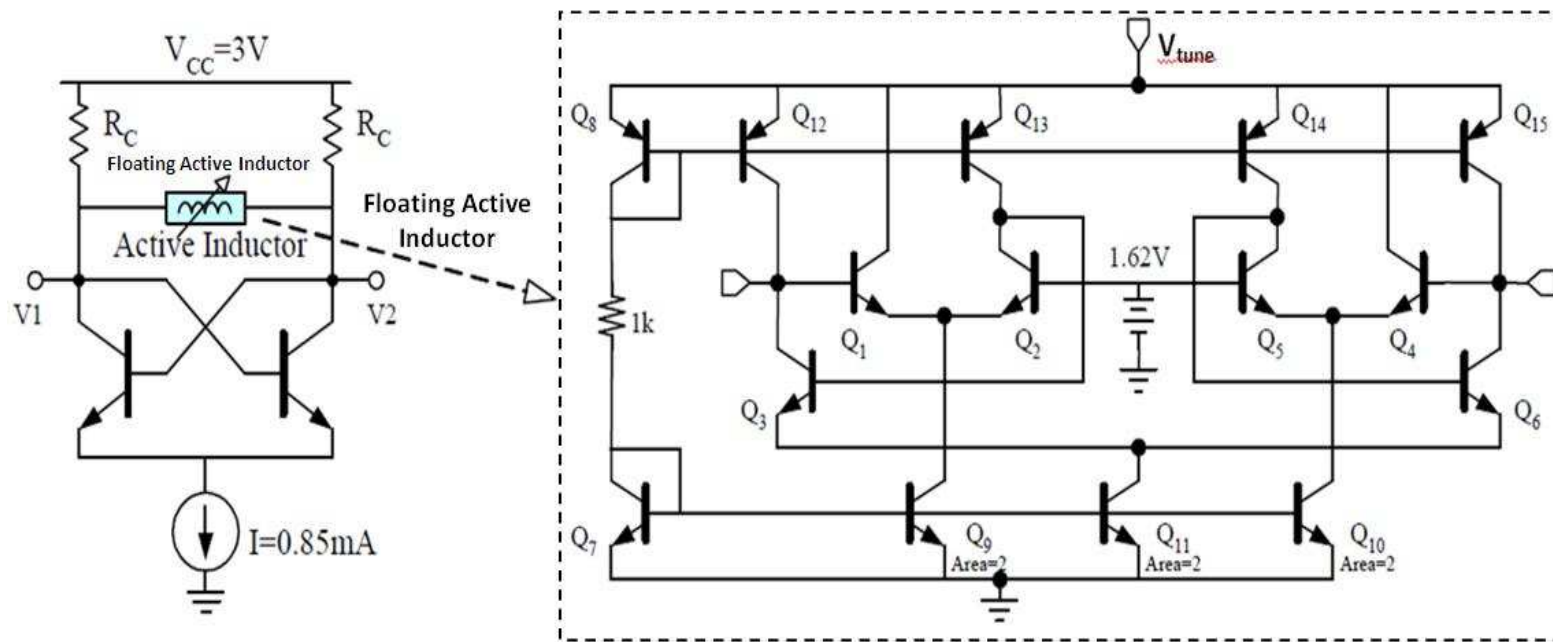 V_CC=3V
R_C
R_C
Floating Active Inductor
Active Inductor
V1
V2
I=0.85mA
Floating Active
Inductor
V_tune
Q_8
Q_12
Q_13
Q_14
Q_15
1k
1.62V
Q_1
Q_2
Q_5
Q_4
Q_3
Q_6
Q_7
Q_9
Area=2
Q_11
Area=2
Q_10
Area=2